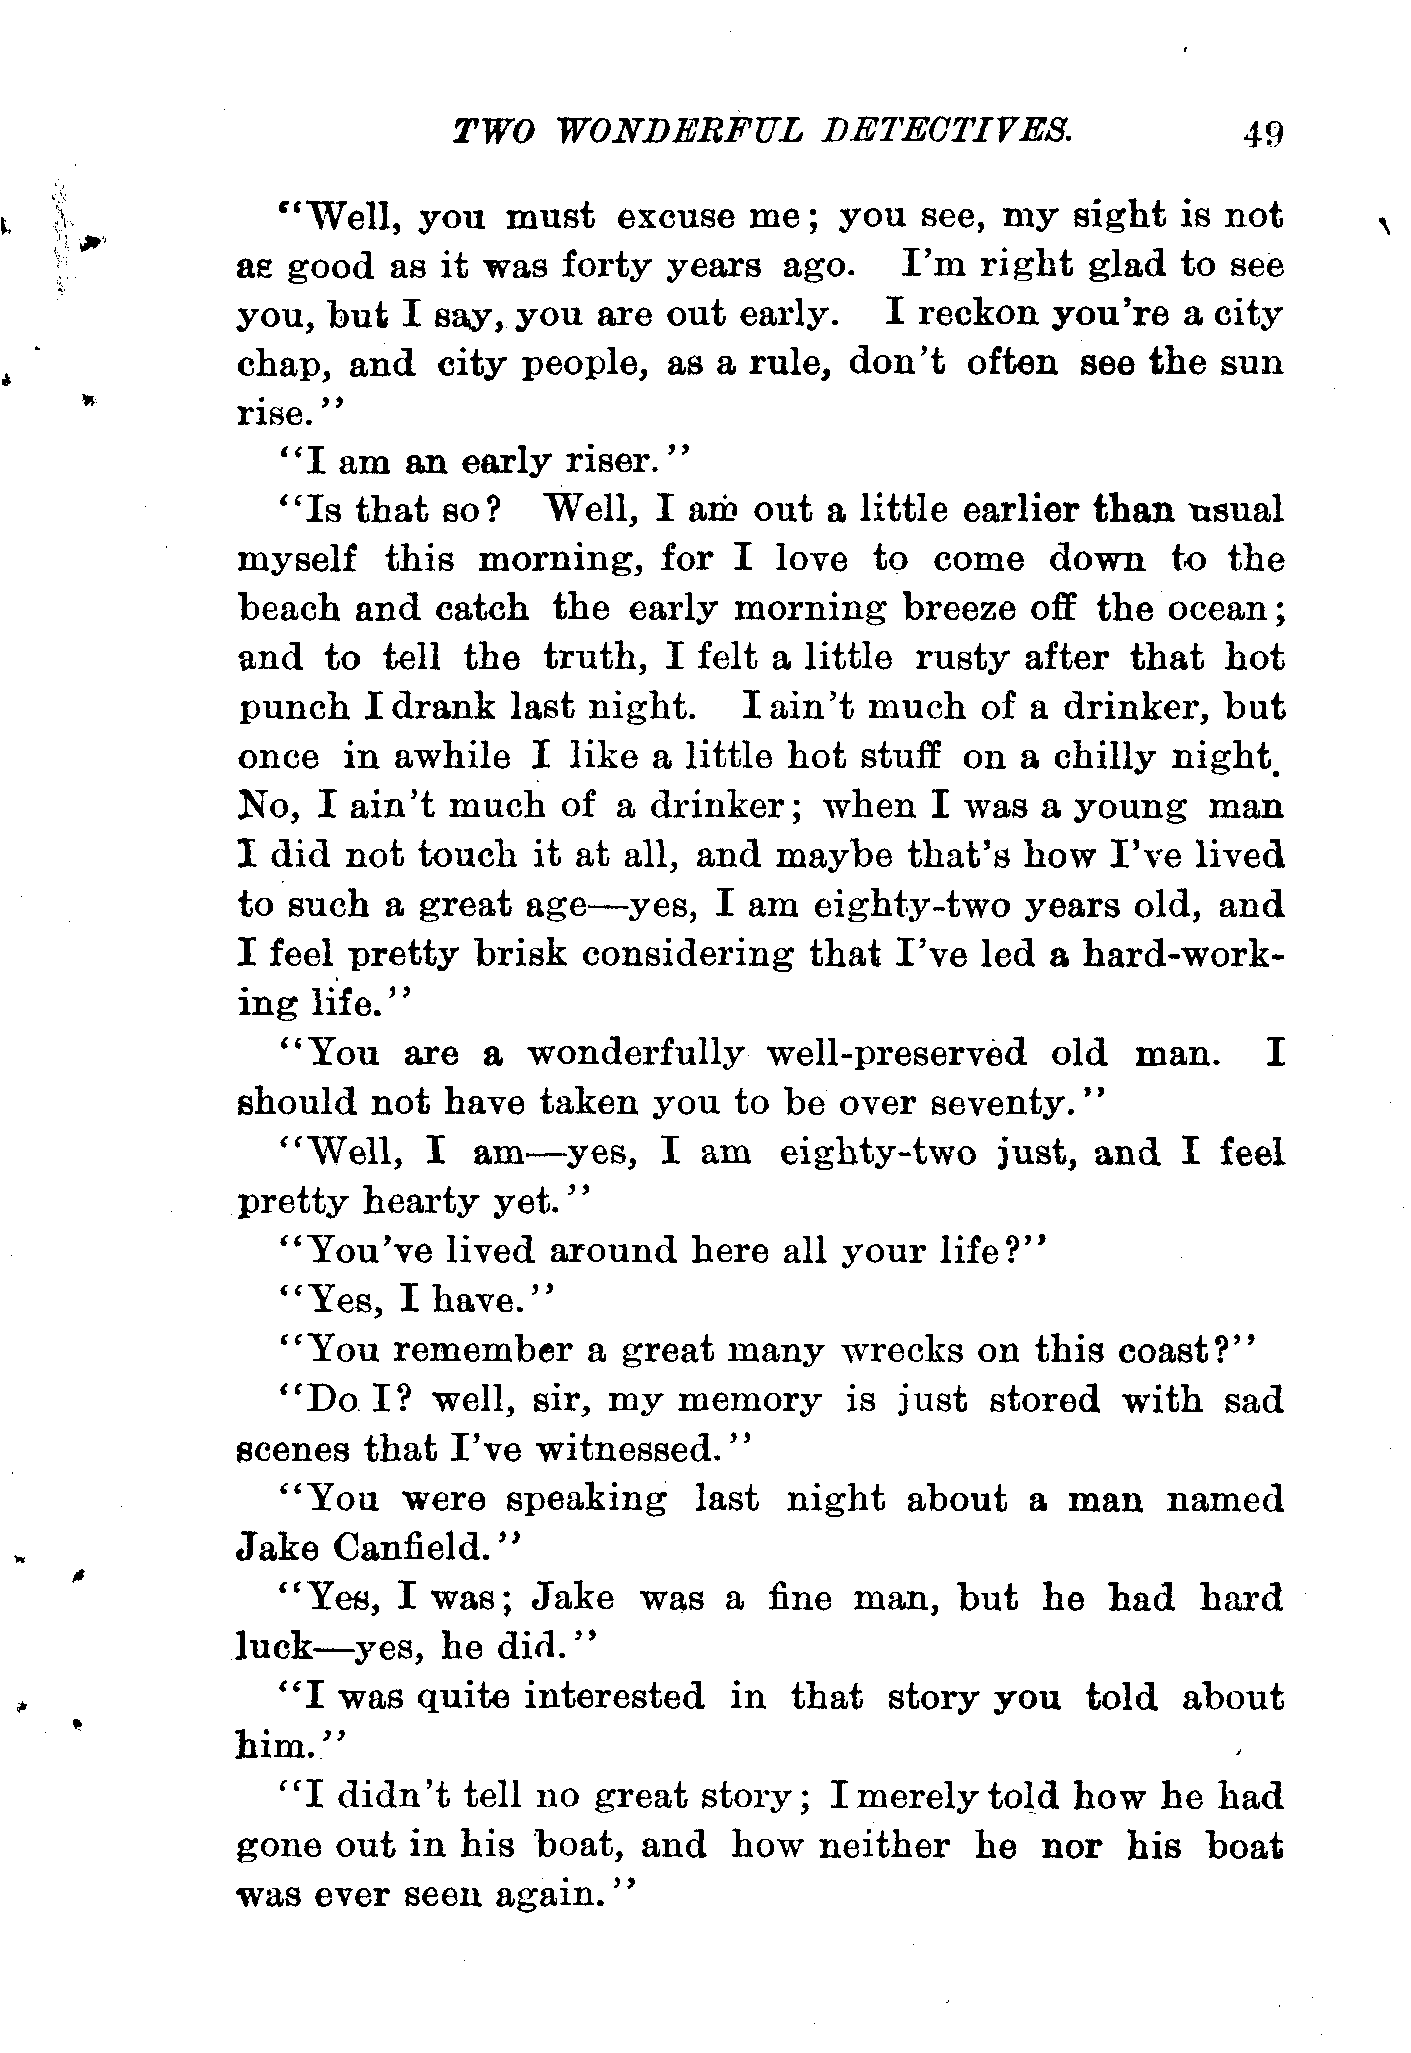 TWO WONDERFUL DETECTIVES. 49
"Well, you must excuse me; you see, my sight is not
as good as it was forty years ago. I'm right glad to see
you, but I say, you are out early. I reckon you're a city
chap, and city people, as a rule, don't often see the sun
rise."
"I am an early riser."
"Is that so? Well, I am out a little earlier than usual
myself this morning, for I love to come down to the
beach and catch the early morning breeze off the ocean;
and to tell the truth, I felt a little rusty after that hot
punch I drank last night. I ain't much of a drinker, but
once in awhile I like a little hot stuff on a chilly night.
No, I ain't much of a drinker; when I was a young man
I did not touch it at all, and maybe that's how I've lived
to such a great age—yes, I am eighty-two years old, and
I feel pretty brisk considering that I've led a hard-work-
ing life."
"You are a wonderfully well-preserved old man. I
should not have taken you to be over seventy."
"Well, I am—yes, I am eighty-two just, and I feel
pretty hearty yet."
"You've lived around here all your life?"
"Yes, I have."
"You remember a great many wrecks on this coast?"
"Do I? well, sir, my memory is just stored with sad
scenes that I've witnessed."
"You were speaking last night about a man named
Jake Canfield."
"Yes, I was; Jake was a fine man, but he had hard
luck—yes, he did."
"I was quite interested in that story you told about
him."
"I didn't tell no great story; I merely told how he had
gone out in his boat, and how neither he nor his boat
was ever seen again."